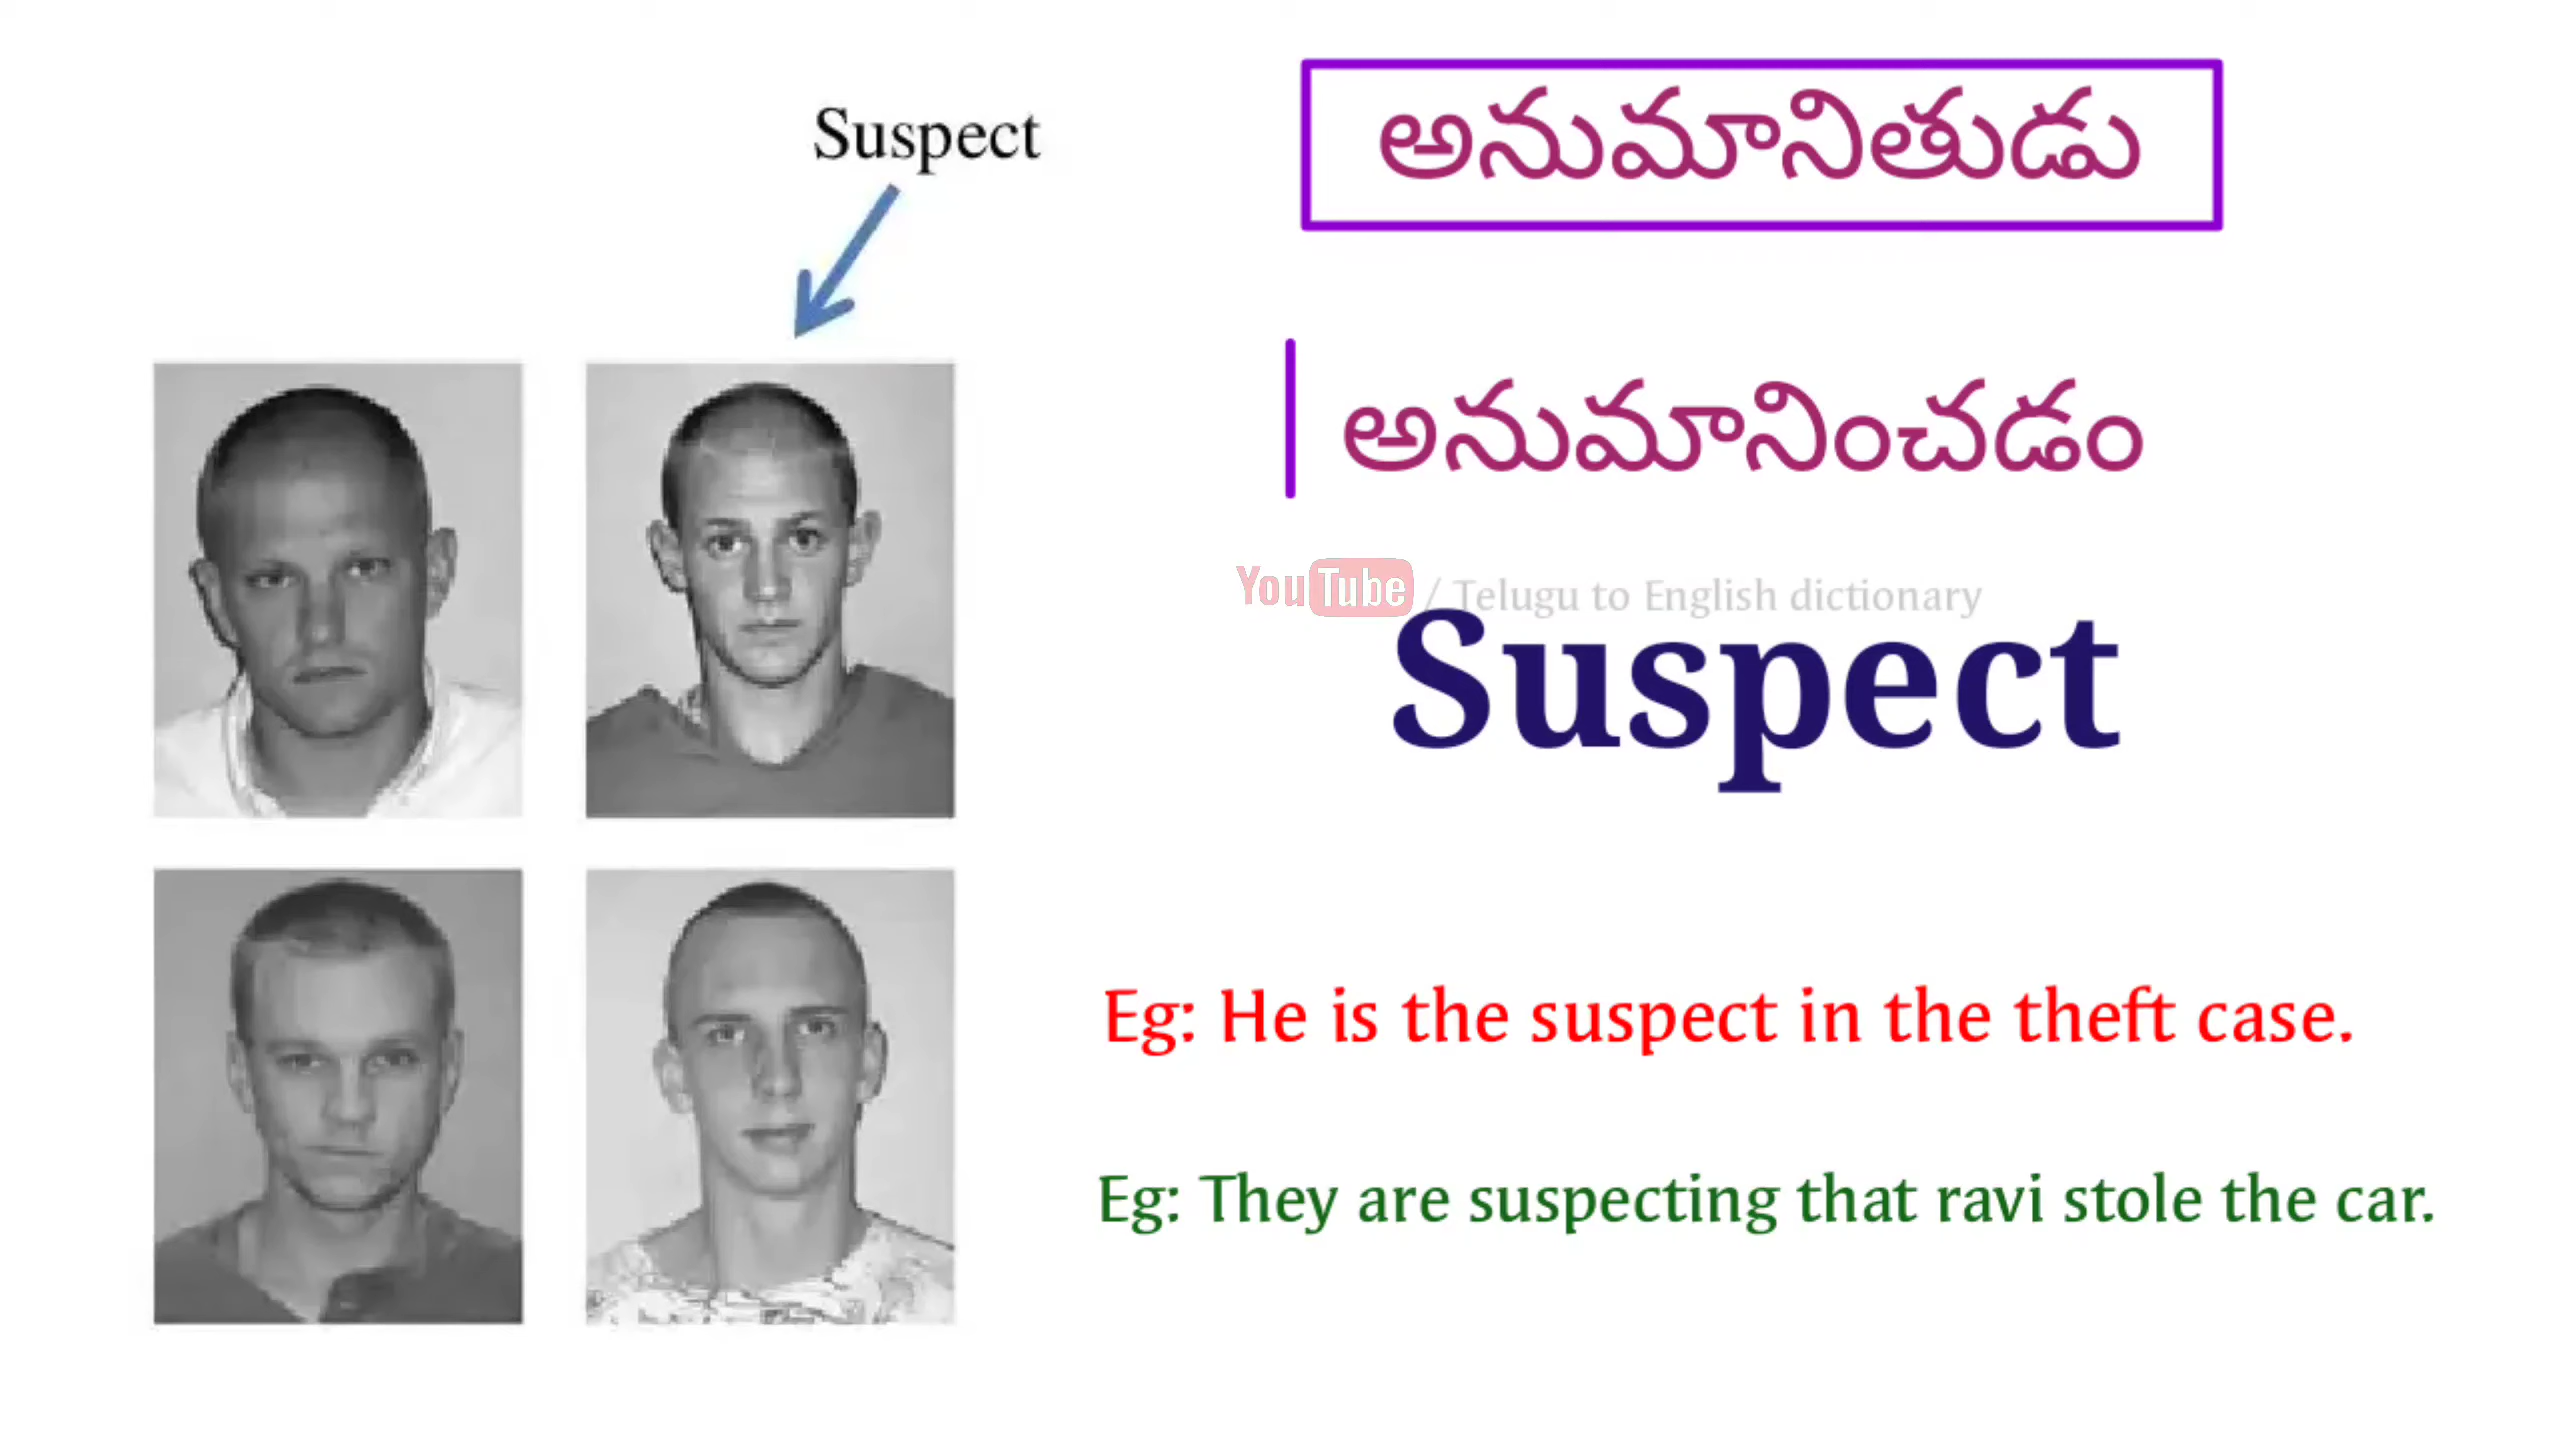 Suspect
అనుమానితుడు
అనుమానించడం
YouTube / Telugu to English dictionary
Suspect
Eg: He is the suspect in the theft case.
Eg: They are suspecting that ravi stole the car.